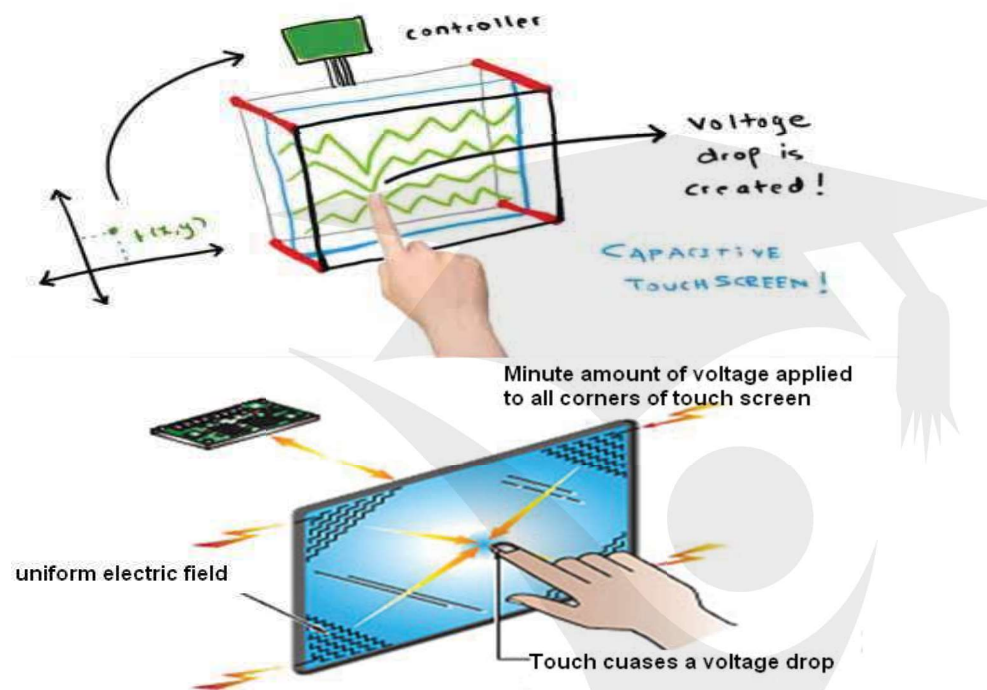 controller
voltage
drop is
created!
f(x,y)
CAPACITIVE
TOUCHSCREEN!
Minute amount of voltage applied
to all corners of touch screen
uniform electric field
Touch cuases a voltage drop